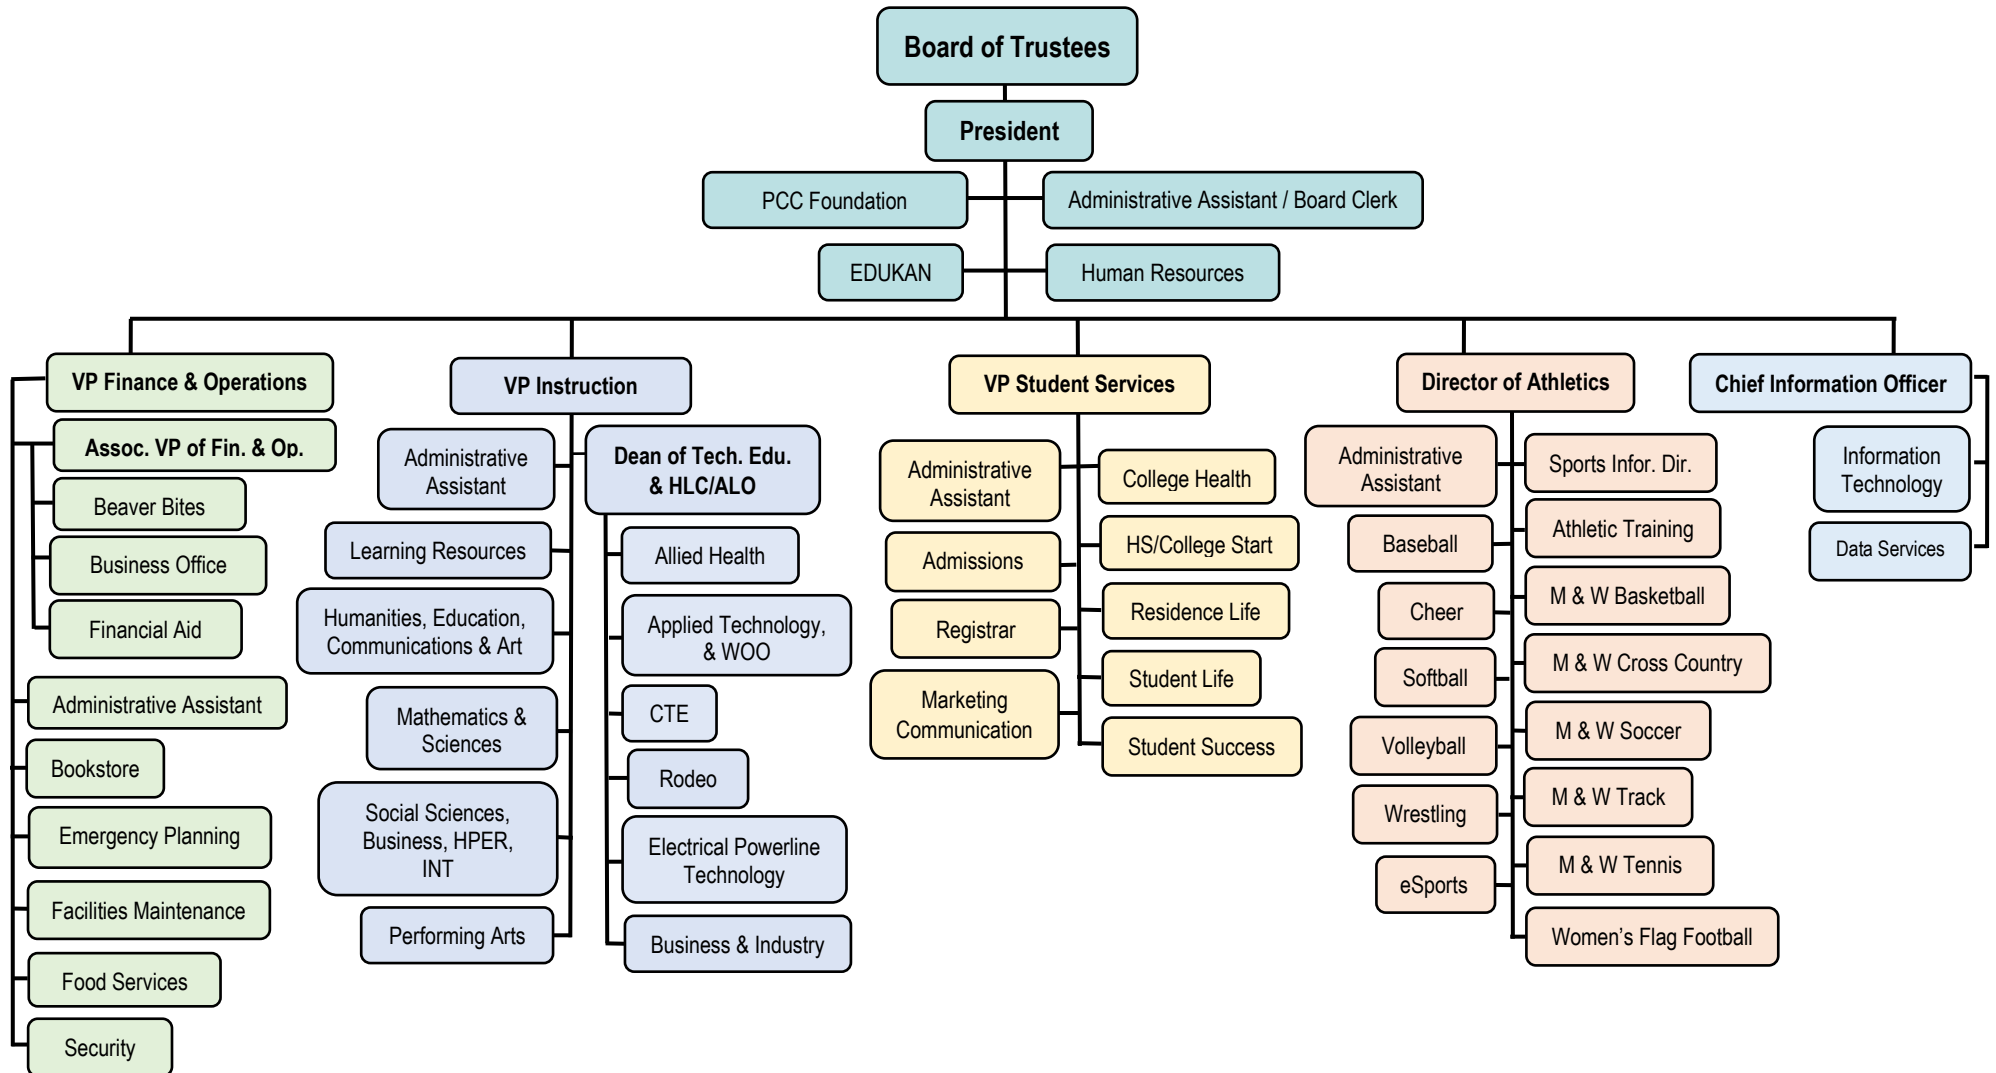 Board of Trustees
President
PCC Foundation
Administrative Assistant / Board Clerk
EDUKAN
Human Resources
VP Finance & Operations
Assoc. VP of Fin. & Op.
Beaver Bites
Business Office
Financial Aid
Administrative Assistant
Bookstore
Emergency Planning
Facilities Maintenance
Food Services
Security
VP Instruction
Administrative
Assistant
Learning Resources
Humanities, Education,
Communications & Art
Mathematics &
Sciences
Social Sciences,
Business, HPER,
INT
Performing Arts
Dean of Tech. Edu.
& HLC/ALO
Allied Health
Applied Technology,
& WOO
CTE
Rodeo
Electrical Powerline
Technology
Business & Industry
VP Student Services
Administrative
Assistant
Admissions
Registrar
Marketing
Communication
College Health
HS/College Start
Residence Life
Student Life
Student Success
Director of Athletics
Administrative
Assistant
Baseball
Cheer
Softball
Volleyball
Wrestling
eSports
Sports Infor. Dir.
Athletic Training
M & W Basketball
M & W Cross Country
M & W Soccer
M & W Track
M & W Tennis
Women’s Flag Football
Chief Information Officer
Information
Technology
Data Services